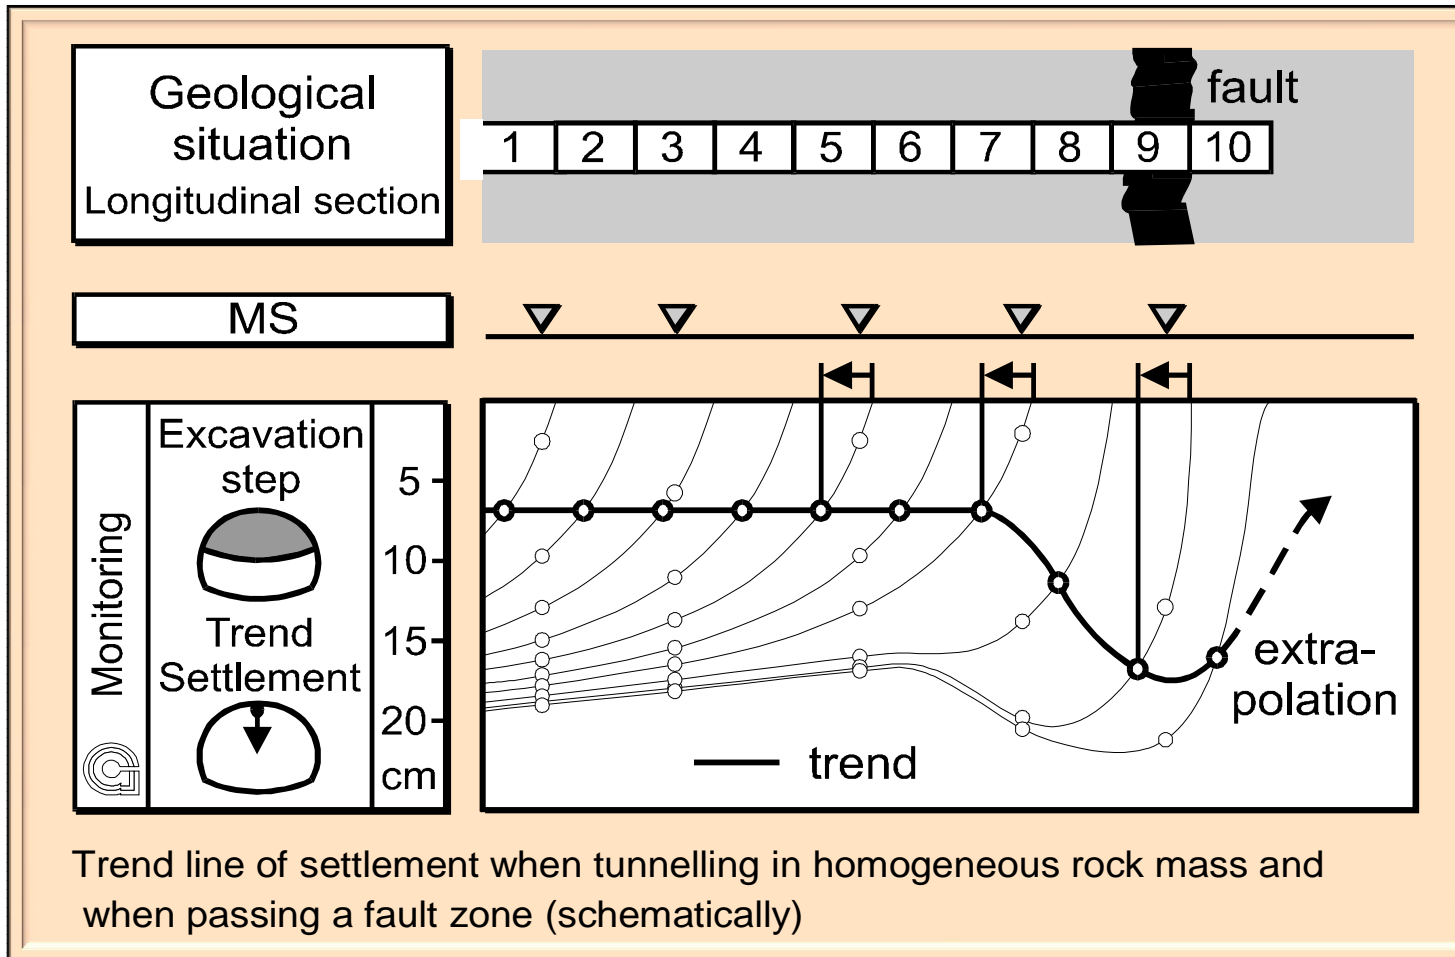 Geological
situation
Longitudinal section
fault
1 2 3 4 5 6 7 8 9 10
MS
Monitoring
Excavation
step
Trend
Settlement
5
10
15
20
cm
extra-
polation
trend
Trend line of settlement when tunnelling in homogeneous rock mass and
when passing a fault zone (schematically)